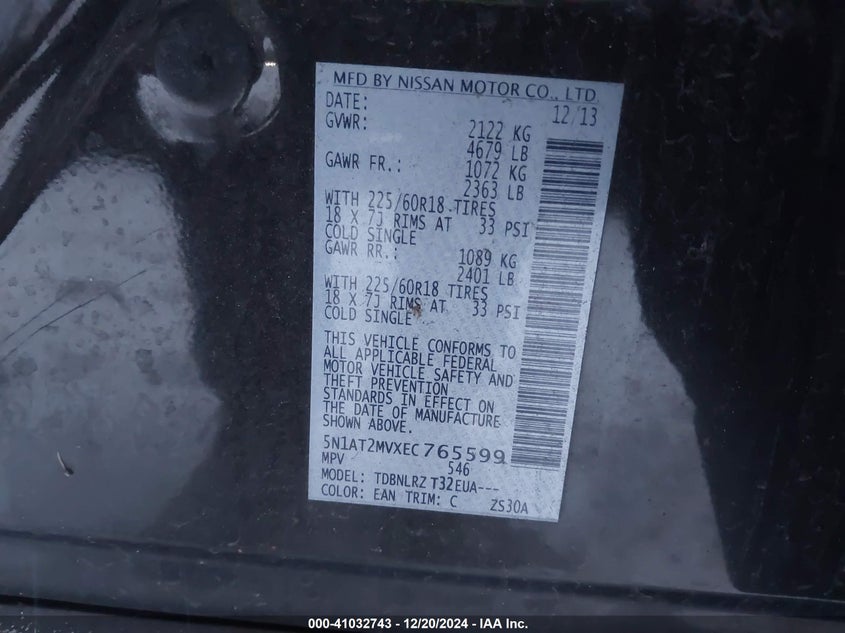 MFD BY NISSAN MOTOR CO., LTD
DATE: 12/13
GVWR: 2122 KG
4679 LB
GAWR FR.: 1072 KG
2363 LB
WITH 225/60R18 TIRES
18 X 7J RIMS AT 33 PSI
COLD SINGLE
GAWR RR.: 1089 KG
2401 LB
WITH 225/60R18 TIRES
18 X 7J RIMS AT 33 PSI
COLD SINGLE
THIS VEHICLE CONFORMS TO
ALL APPLICABLE FEDERAL
MOTOR VEHICLE SAFETY AND
THEFT PREVENTION
STANDARDS IN EFFECT ON
THE DATE OF MANUFACTURE
SHOWN ABOVE.
5N1AT2MVXEC765599
MPV 546
MODEL: TDBNLRZ T32EUA---
COLOR: EAN TRIM: C ZS30A
000-41032743 - 12/20/2024 - IAA Inc.